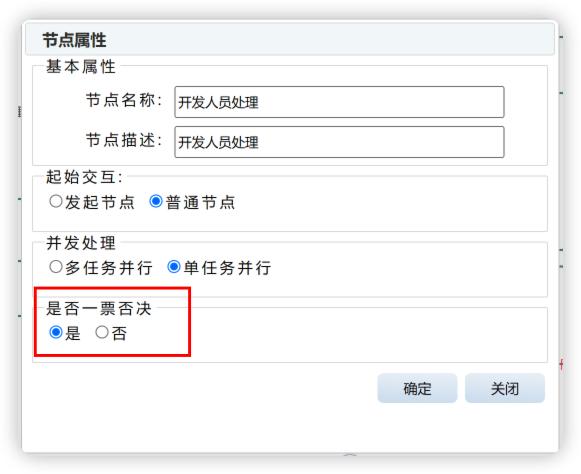 节点属性
基本属性
节点名称: 开发人员处理
节点描述: 开发人员处理
起始交互:
发起节点 普通节点
并发处理
多任务并行 单任务并行
是否一票否决
是 否
确定 关闭